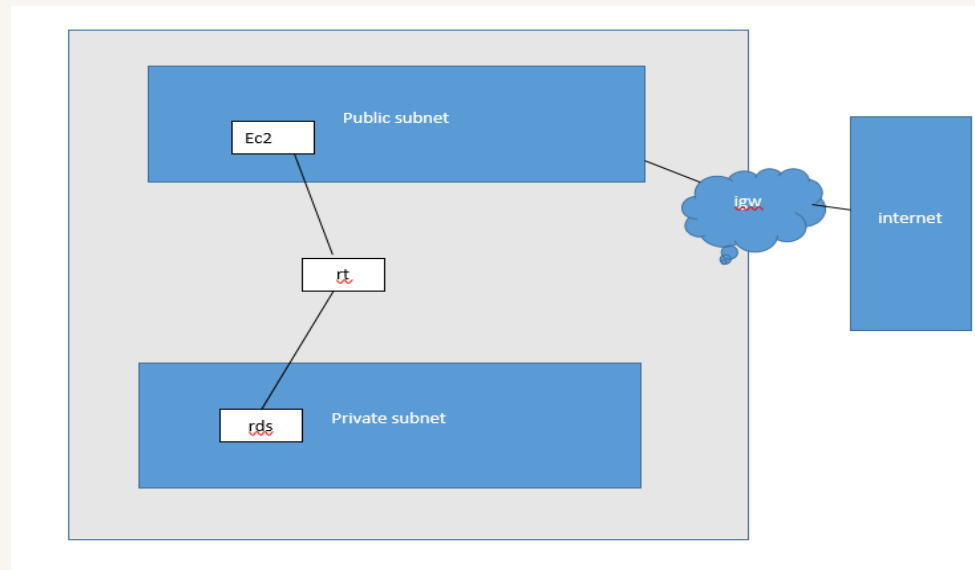 Public subnet
Ec2
igw
internet
rt
Private subnet
rds